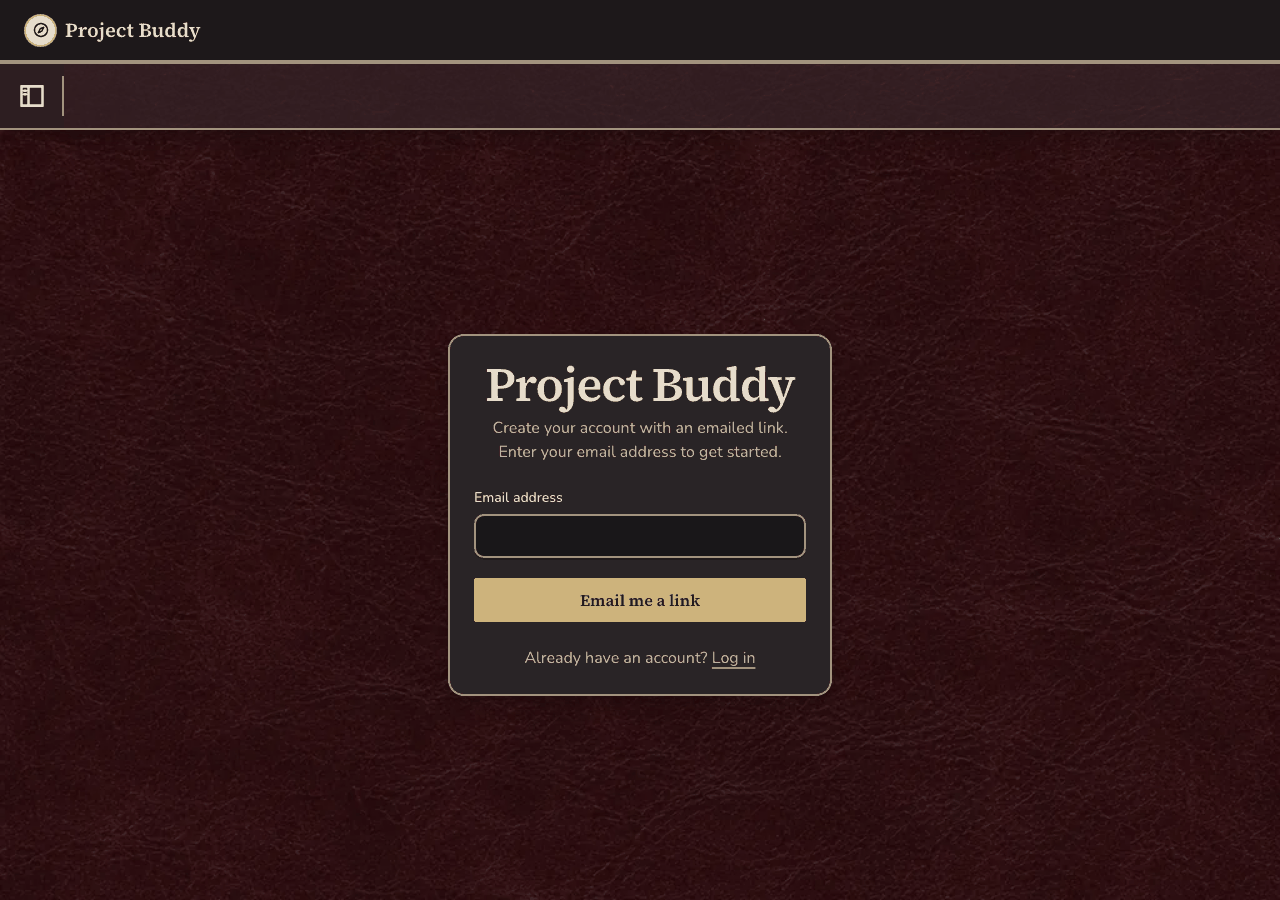 Project Buddy
Project Buddy
Create your account with an emailed link.
Enter your email address to get started.
Email address
Email me a link
Already have an account? Log in